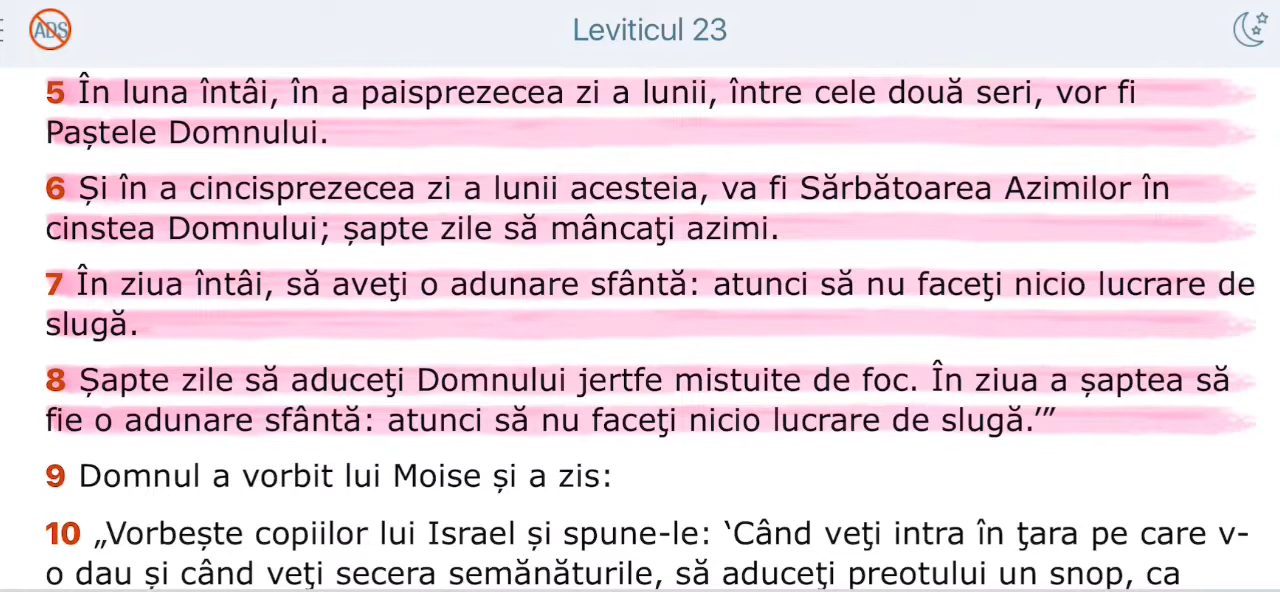 ADS
Leviticul 23
5 În luna întâi, în a paisprezecea zi a lunii, între cele două seri, vor fi
Paștele Domnului.
6 Și în a cincisprezecea zi a lunii acesteia, va fi Sărbătoarea Azimilor în
cinstea Domnului; șapte zile să mâncaţi azimi.
7 În ziua întâi, să aveţi o adunare sfântă: atunci să nu faceţi nicio lucrare de
slugă.
8 Șapte zile să aduceţi Domnului jertfe mistuite de foc. În ziua a șaptea să
fie o adunare sfântă: atunci să nu faceţi nicio lucrare de slugă.’”
9 Domnul a vorbit lui Moise și a zis:
10 „Vorbește copiilor lui Israel și spune-le: ‘Când veţi intra în ţara pe care v-
o dau și când veţi secera semănăturile, să aduceţi preotului un snop, ca